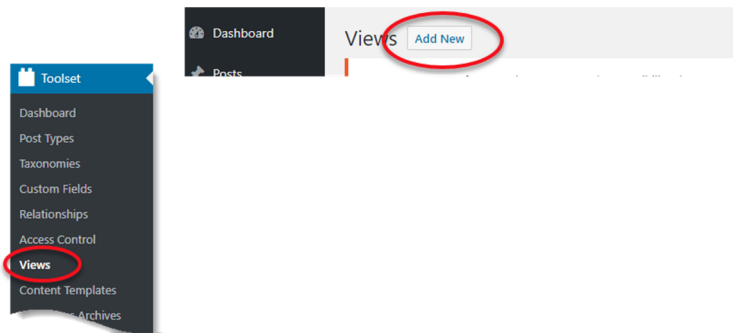 Dashboard
Views Add New
Posts
Toolset
Dashboard
Post Types
Taxonomies
Custom Fields
Relationships
Access Control
Views
Content Templates
Archives